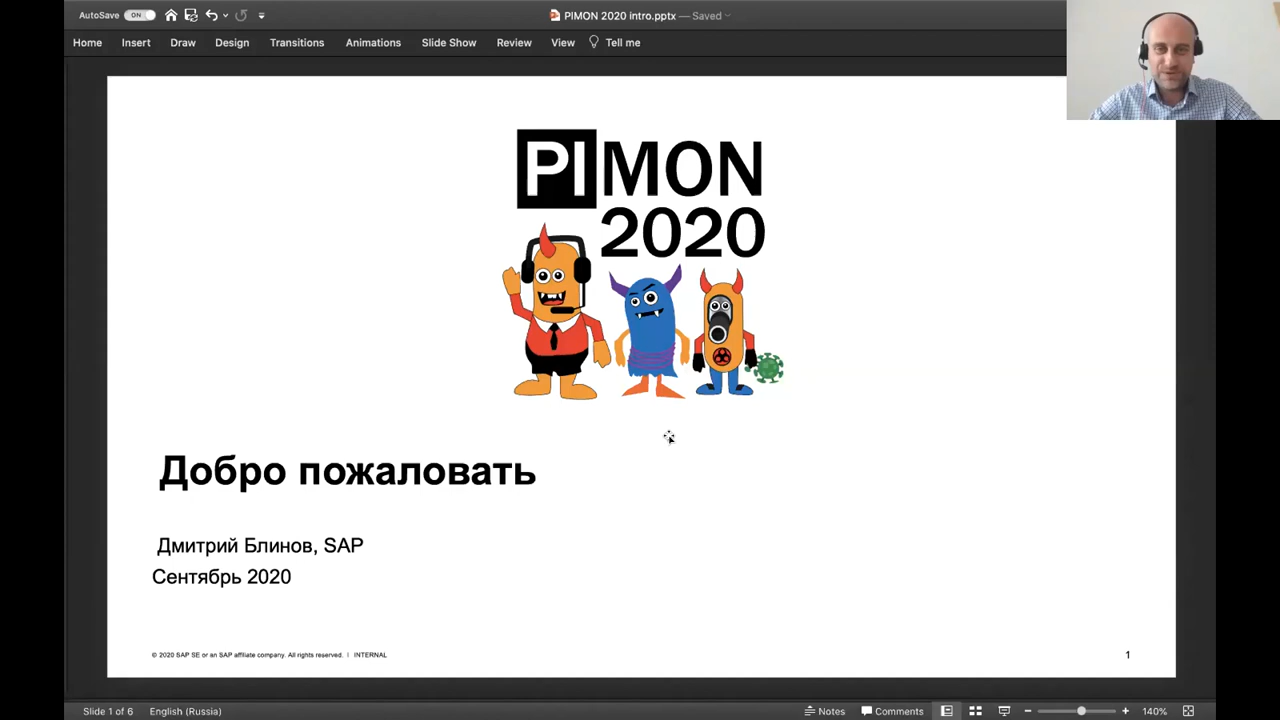 AutoSave ON
PIMON 2020 intro.pptx — Saved
Home Insert Draw Design Transitions Animations Slide Show Review View Tell me
PIMON
2020
Добро пожаловать
Дмитрий Блинов, SAP
Сентябрь 2020
© 2020 SAP SE or an SAP affiliate company. All rights reserved. | INTERNAL
1
Slide 1 of 6 English (Russia) Notes Comments 140%